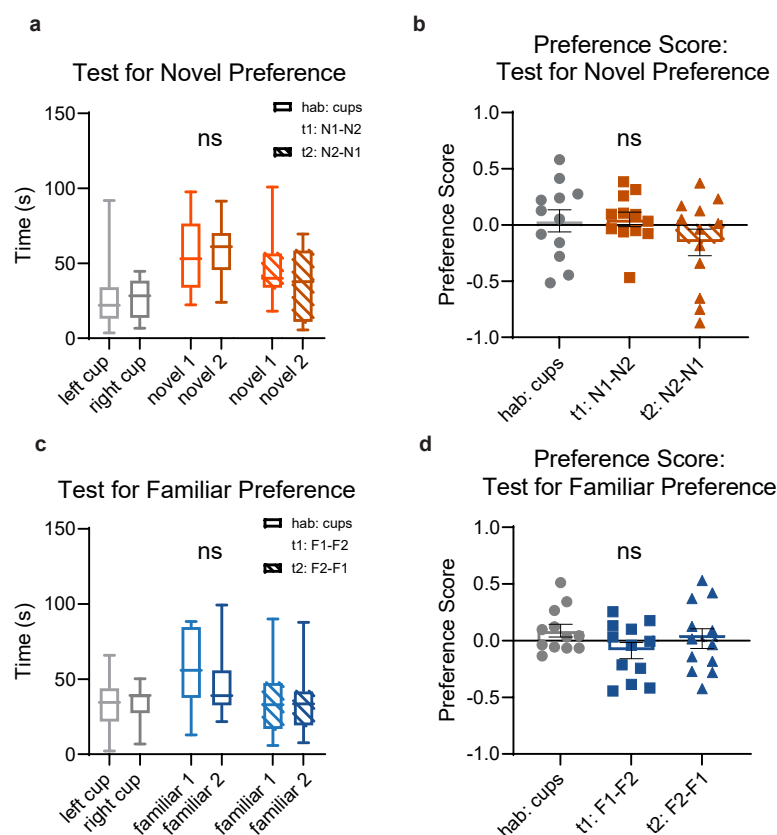 a
Test for Novel Preference
150
100
50
0
Time (s)
hab: cups
t1: N1-N2
t2: N2-N1
ns
left cup
right cup
novel 1
novel 2
novel 1
novel 2
b
Preference Score:
Test for Novel Preference
1.0
0.5
0.0
-0.5
-1.0
Preference Score
ns
hab: cups
t1: N1-N2
t2: N2-N1
c
Test for Familiar Preference
150
100
50
0
Time (s)
hab: cups
t1: F1-F2
t2: F2-F1
ns
left cup
right cup
familiar 1
familiar 2
familiar 1
familiar 2
d
Preference Score:
Test for Familiar Preference
1.0
0.5
0.0
-0.5
-1.0
Preference Score
ns
hab: cups
t1: F1-F2
t2: F2-F1